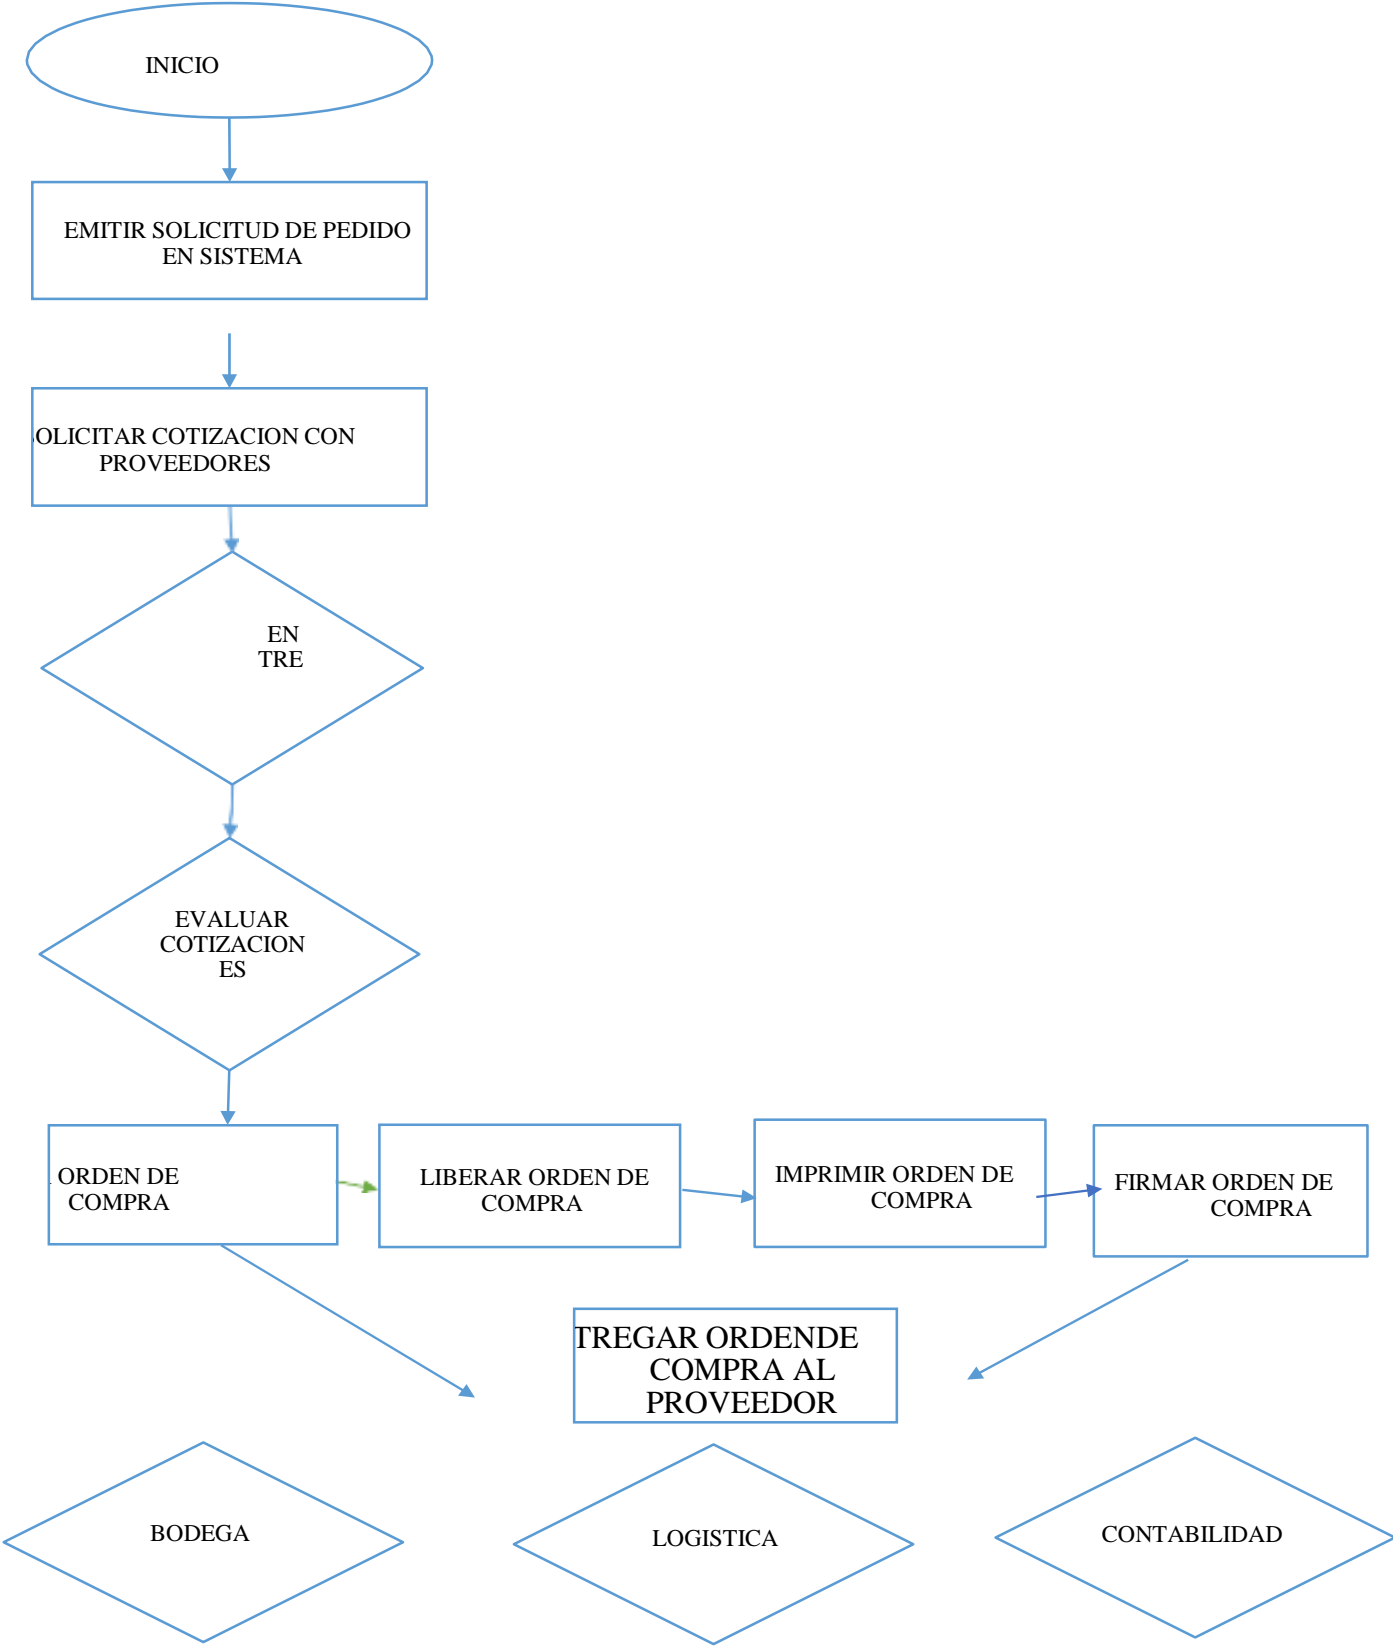 INICIO
EMITIR SOLICITUD DE PEDIDO
EN SISTEMA
OLICITAR COTIZACION CON
PROVEEDORES
EN
TRE
EVALUAR
COTIZACION
ES
ORDEN DE
COMPRA
LIBERAR ORDEN DE
COMPRA
IMPRIMIR ORDEN DE
COMPRA
FIRMAR ORDEN DE
COMPRA
TREGAR ORDENDE
COMPRA AL
PROVEEDOR
BODEGA
LOGISTICA
CONTABILIDAD